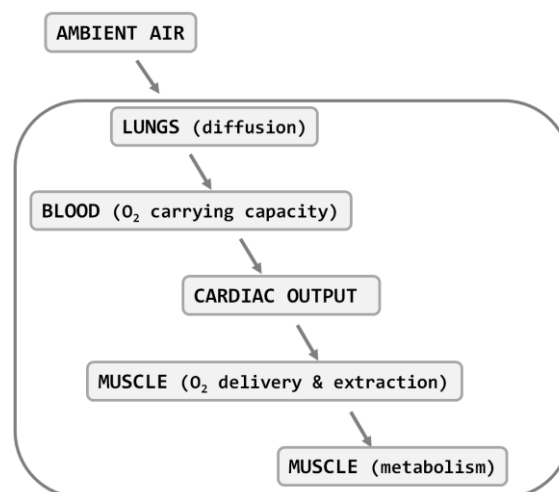 AMBIENT AIR
LUNGS (diffusion)
BLOOD (O₂ carrying capacity)
CARDIAC OUTPUT
MUSCLE (O₂ delivery & extraction)
MUSCLE (metabolism)